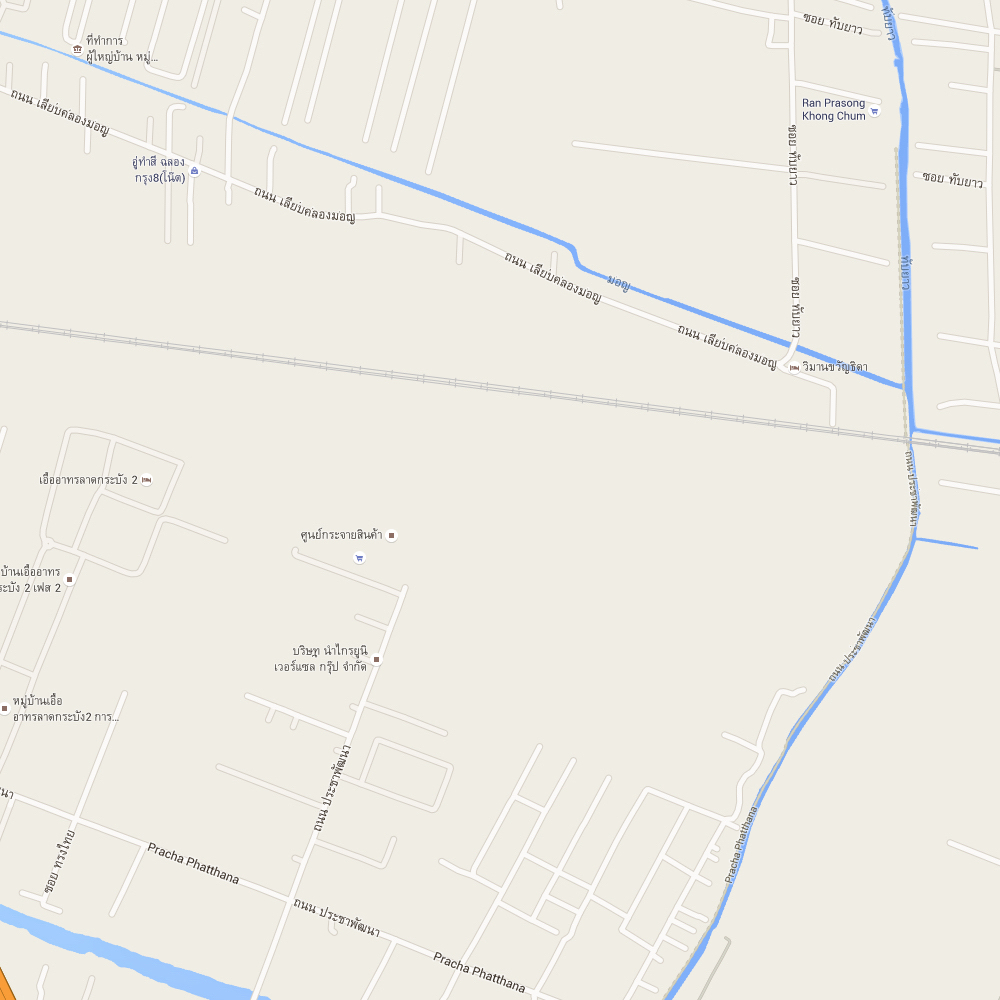 ทับยาว
ซอย ทับยาว
ที่ทำการ
ผู้ใหญ่บ้าน หมู่...
ถนน เลียบคลองมอญ
Ran Prasong
Khong Chum
ซอย ทับยาว
อู่ทำสี ฉลอง
กรุง8(โน๊ต)
ซอย ทับยาว
ถนน เลียบคลองมอญ
ถนน เลียบคลองมอญ
ทับยาว
มอญ
ซอย ทับยาว
ถนน เลียบคลองมอญ
วิมานขวัญธิดา
เอื้ออาทรลาดกระบัง 2
ถนน ประชาพัฒนา
ศูนย์กระจายสินค้า
บ้านเอื้ออาทร
ระบัง 2 เฟส 2
ถนน ประชาพัฒนา
บริษทู นำไกรยูนิ
เวอร์แซล กรุ๊ป จำกัด
หมู่บ้านเอื้อ
อาทรลาดกระบัง2 การ...
ถนน ประชาพัฒนา
Pracha Phatthana
ซอย ทรงไทย
Pracha Phatthana
ถนน ประชาพัฒนา
Pracha Phatthana